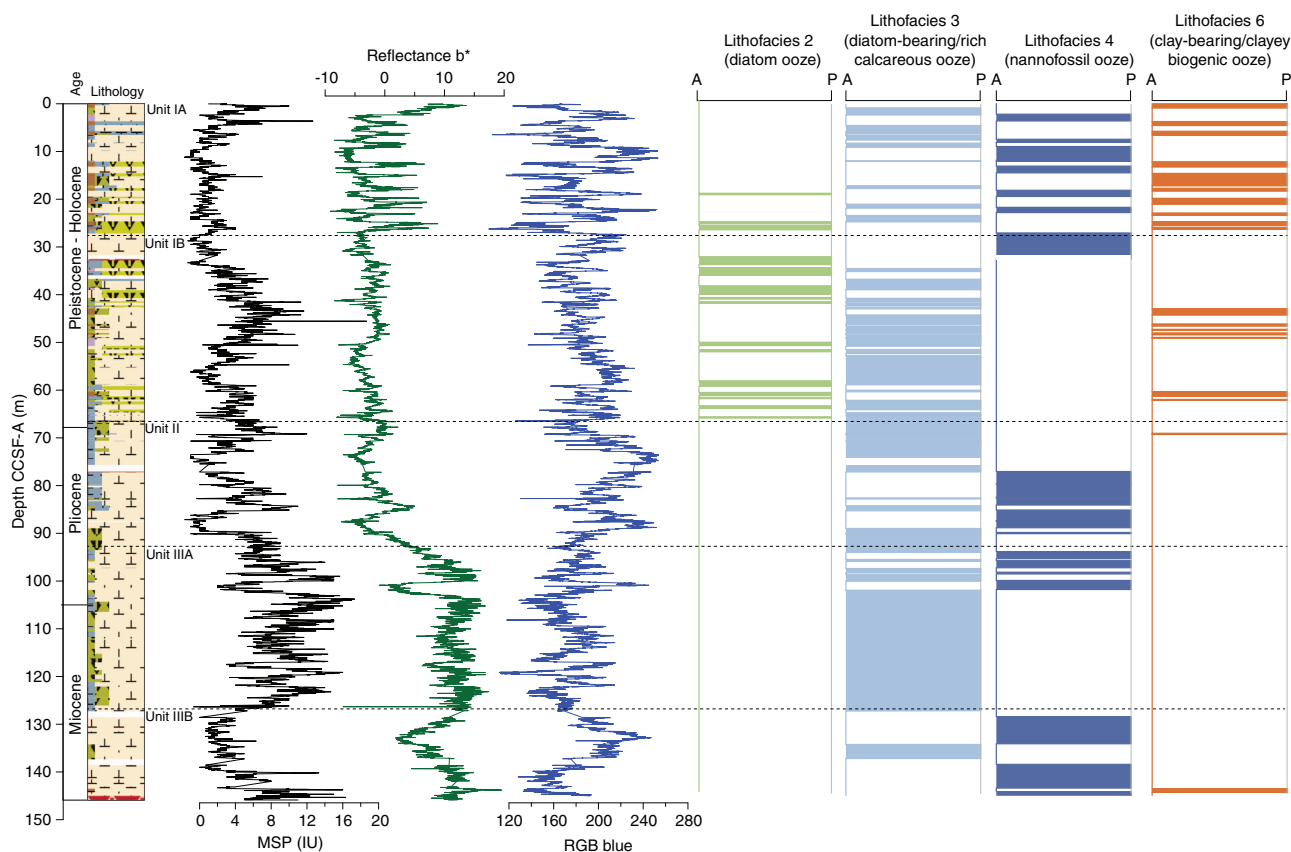 Lithofacies 2
(diatom ooze)
Lithofacies 3
(diatom-bearing/rich
calcareous ooze)
Lithofacies 4
(nannofossil ooze)
Lithofacies 6
(clay-bearing/clayey
biogenic ooze)
A P
A P
A P
A P
Reflectance b*
-10 0 10 20
Age
Lithology
Depth CCSF-A (m)
0
10
20
30
40
50
60
70
80
90
100
110
120
130
140
150
Pleistocene - Holocene
Pliocene
Miocene
Unit IA
Unit IB
Unit II
Unit IIIA
Unit IIIB
0 4 8 12 16 20
MSP (IU)
120 160 200 240 280
RGB blue